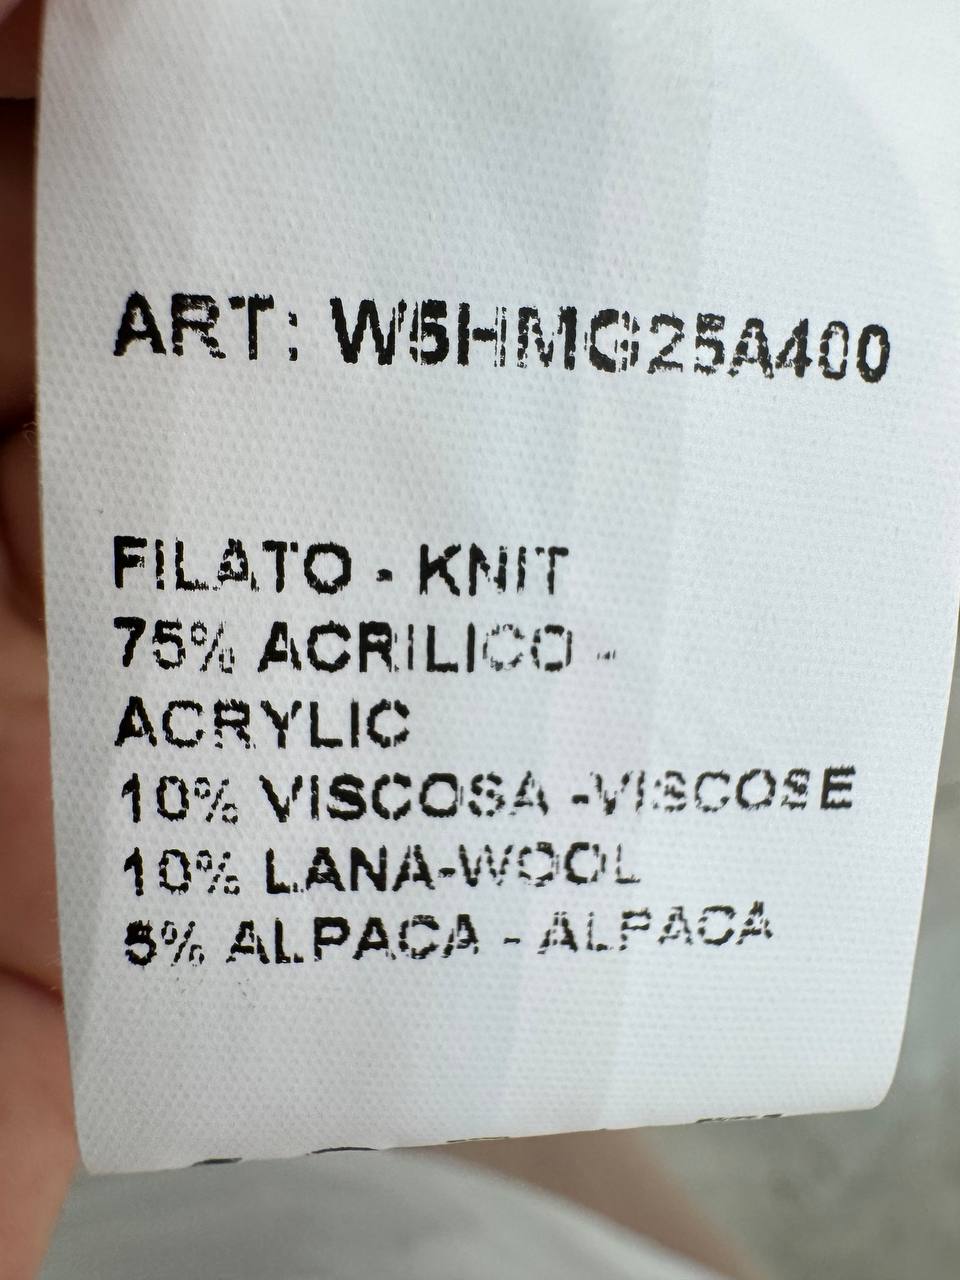 ART: W5HMG25A400
FILATO - KNIT
75% ACRILICO -
ACRYLIC
10% VISCOSA -VISCOSE
10% LANA-WOOL
5% ALPACA - ALPACA